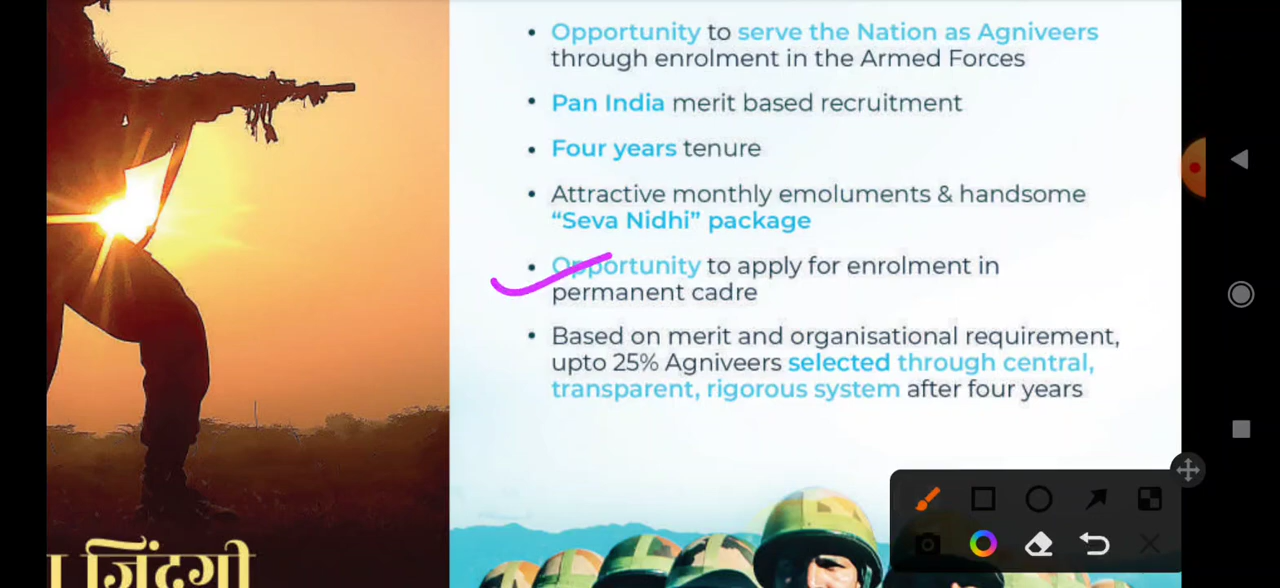 Opportunity to serve the Nation as Agniveers
through enrolment in the Armed Forces
Pan India merit based recruitment
Four years tenure
Attractive monthly emoluments & handsome
“Seva Nidhi” package
Opportunity to apply for enrolment in
permanent cadre
Based on merit and organisational requirement,
upto 25% Agniveers selected through central,
transparent, rigorous system after four years
ज़िंदगी